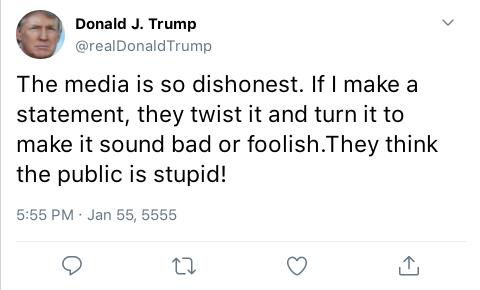 Donald J. Trump
@realDonaldTrump
The media is so dishonest. If I make a
statement, they twist it and turn it to
make it sound bad or foolish.They think
the public is stupid!
5:55 PM · Jan 55, 5555